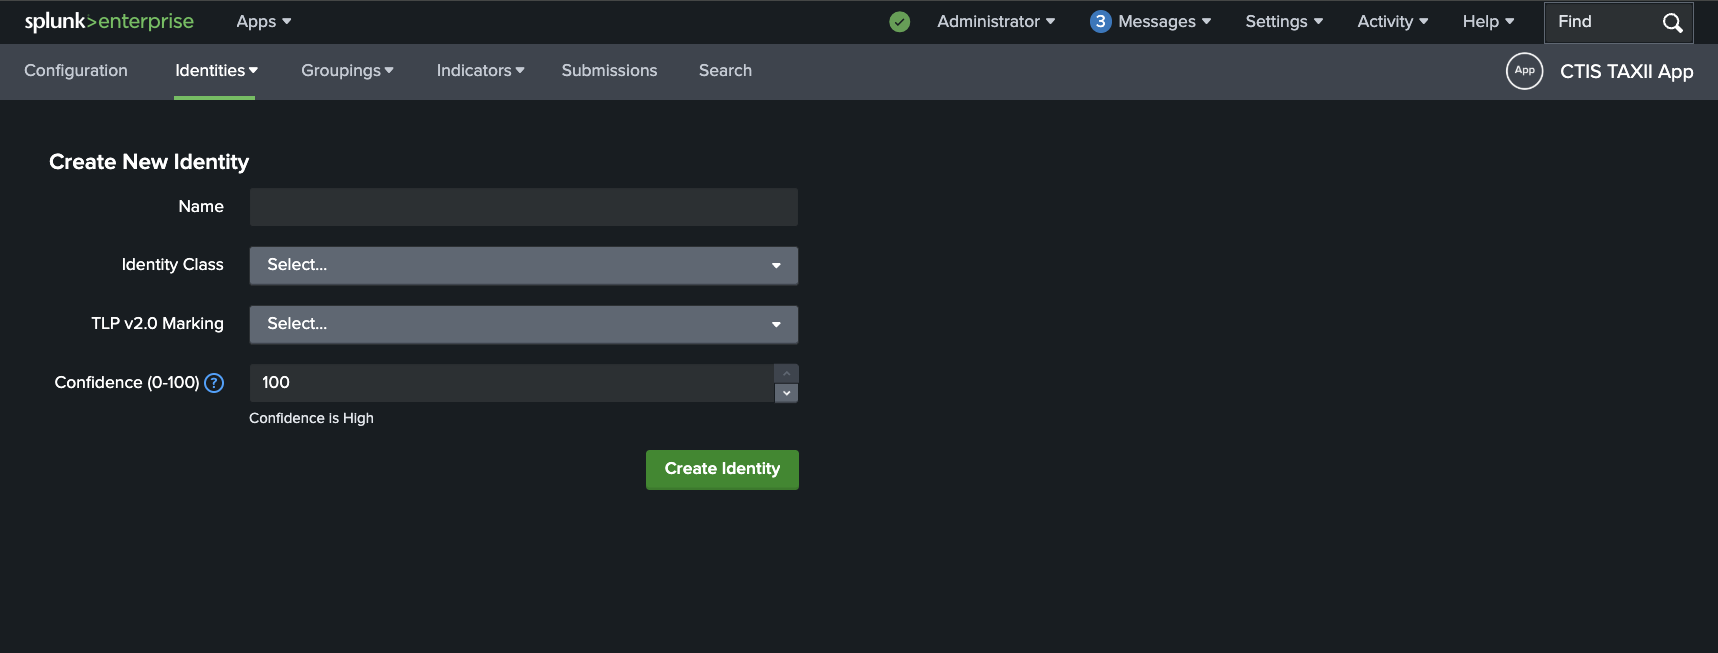 splunk>enterprise Apps Administrator 3 Messages Settings Activity Help Find
Configuration Identities Groupings Indicators Submissions Search App CTIS TAXII App
Create New Identity
Name
Identity Class Select...
TLP v2.0 Marking Select...
Confidence (0-100) ? 100
Confidence is High
Create Identity